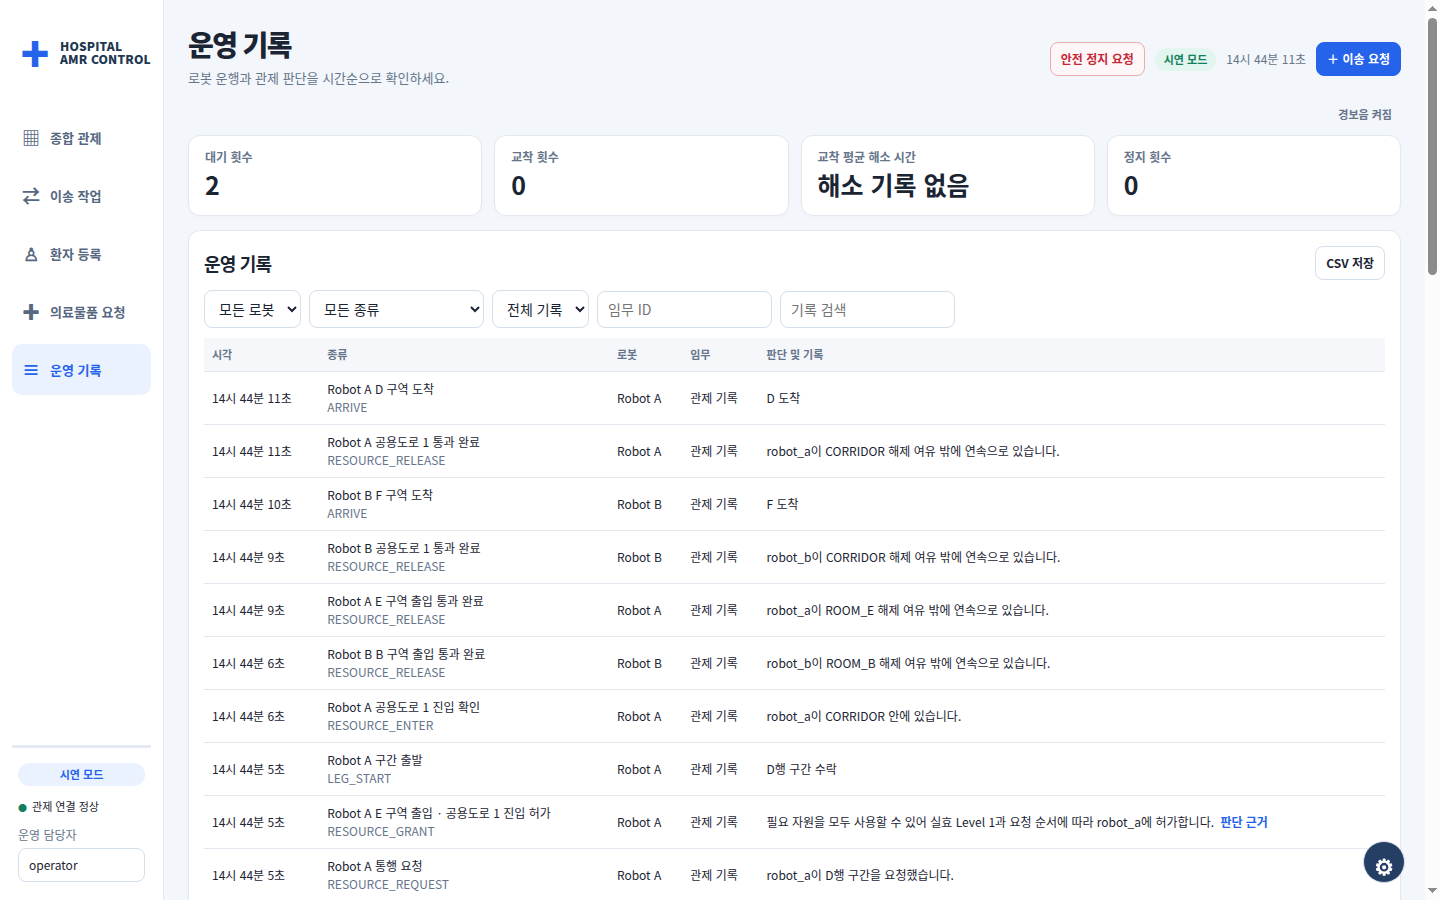 HOSPITAL
AMR CONTROL
종합 관제
이송 작업
환자 등록
의료물품 요청
운영 기록
시연 모드
관제 연결 정상
운영 담당자
operator
운영 기록
로봇 운행과 관제 판단을 시간순으로 확인하세요.
안전 정지 요청
시연 모드
14시 44분 11초
+ 이송 요청
경보음 켜짐
대기 횟수
2
교착 횟수
0
교착 평균 해소 시간
해소 기록 없음
정지 횟수
0
운영 기록
CSV 저장
모든 로봇 모든 종류 전체 기록 임무 ID 기록 검색
시각 종류 로봇 임무 판단 및 기록
14시 44분 11초 Robot A D 구역 도착 Robot A 관제 기록 D 도착
ARRIVE
14시 44분 11초 Robot A 공용도로 1 통과 완료 Robot A 관제 기록 robot_a이 CORRIDOR 해제 여유 밖에 연속으로 있습니다.
RESOURCE_RELEASE
14시 44분 10초 Robot B F 구역 도착 Robot B 관제 기록 F 도착
ARRIVE
14시 44분 9초 Robot B 공용도로 1 통과 완료 Robot B 관제 기록 robot_b이 CORRIDOR 해제 여유 밖에 연속으로 있습니다.
RESOURCE_RELEASE
14시 44분 9초 Robot A E 구역 출입 통과 완료 Robot A 관제 기록 robot_a이 ROOM_E 해제 여유 밖에 연속으로 있습니다.
RESOURCE_RELEASE
14시 44분 6초 Robot B B 구역 출입 통과 완료 Robot B 관제 기록 robot_b이 ROOM_B 해제 여유 밖에 연속으로 있습니다.
RESOURCE_RELEASE
14시 44분 6초 Robot A 공용도로 1 진입 확인 Robot A 관제 기록 robot_a이 CORRIDOR 안에 있습니다.
RESOURCE_ENTER
14시 44분 5초 Robot A 구간 출발 Robot A 관제 기록 D행 구간 수락
LEG_START
14시 44분 5초 Robot A E 구역 출입 · 공용도로 1 진입 허가 Robot A 관제 기록 필요 자원을 모두 사용할 수 있어 실효 Level 1과 요청 순서에 따라 robot_a에 허가합니다. 판단 근거
RESOURCE_GRANT
14시 44분 5초 Robot A 통행 요청 Robot A 관제 기록 robot_a이 D행 구간을 요청했습니다.
RESOURCE_REQUEST